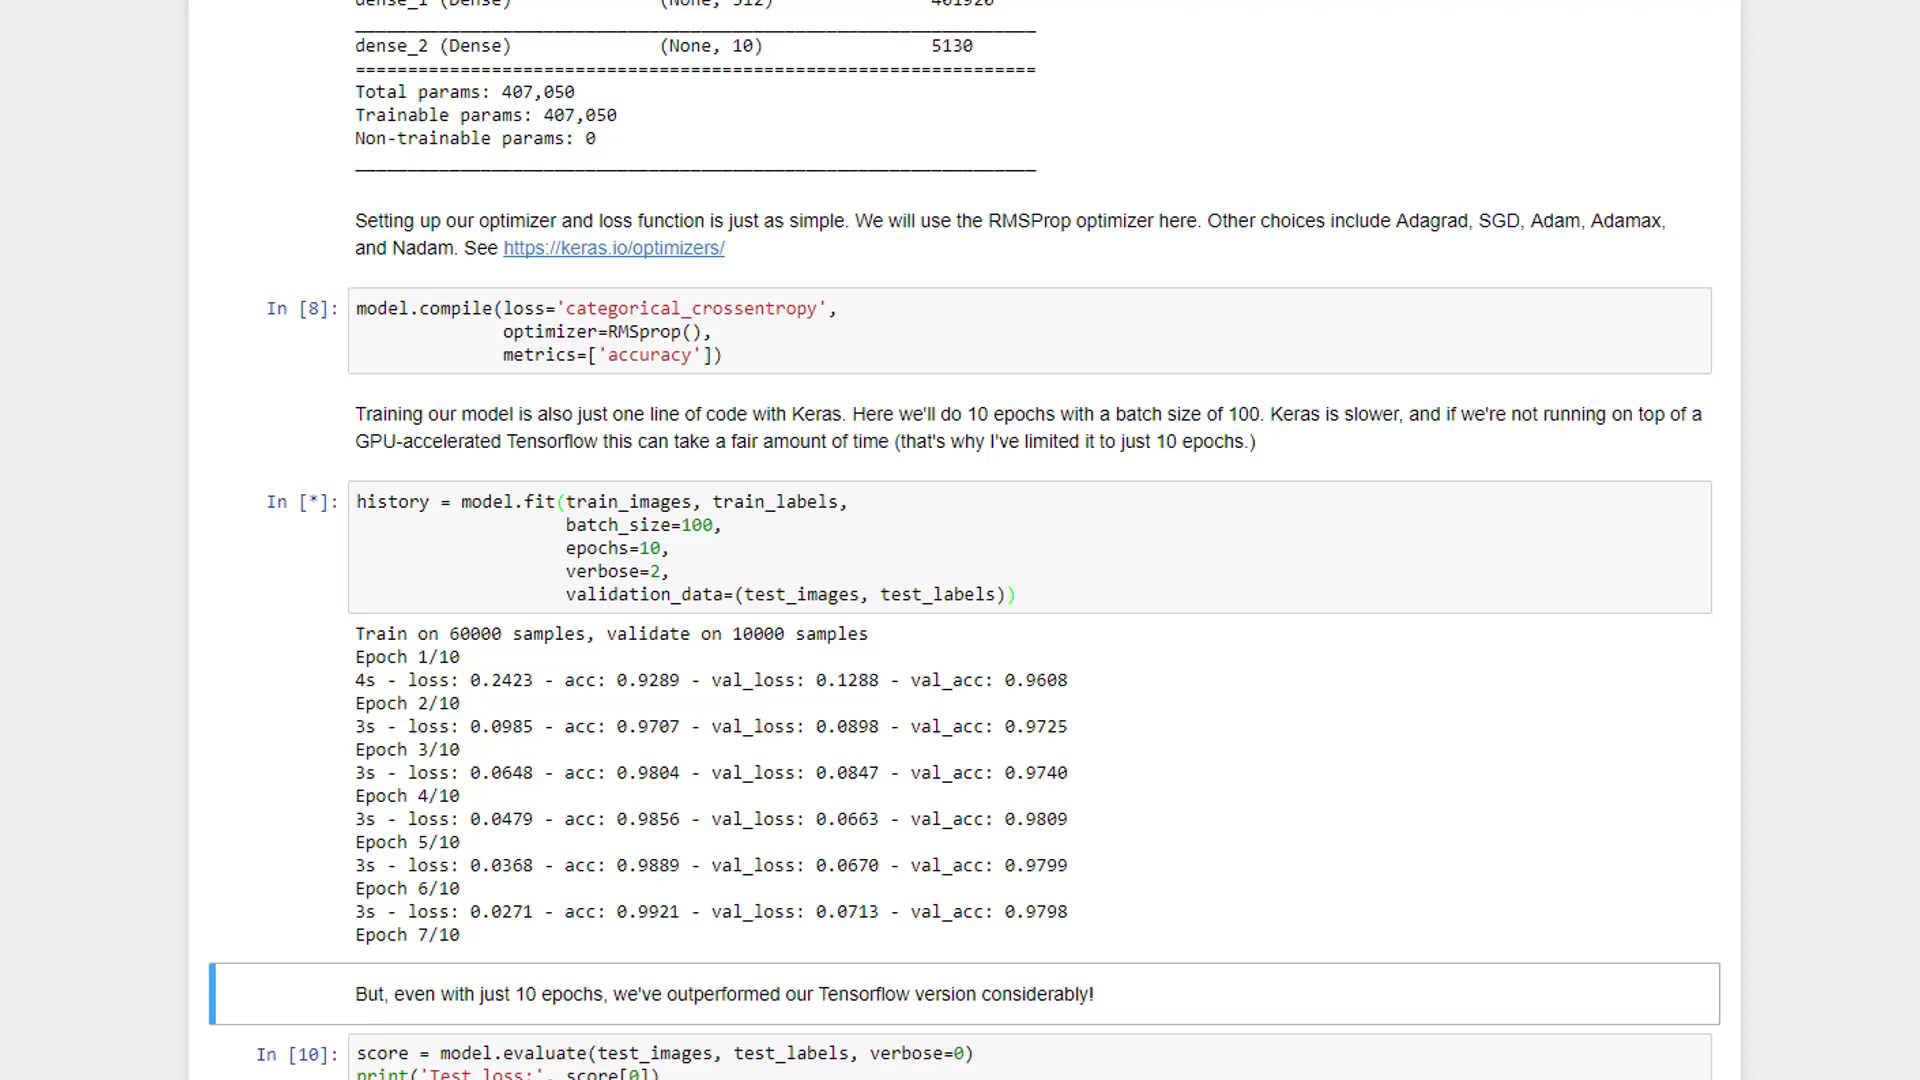 dense_1 (Dense) (None, 512) 401920
dense_2 (Dense) (None, 10) 5130
Total params: 407,050
Trainable params: 407,050
Non-trainable params: 0
Setting up our optimizer and loss function is just as simple. We will use the RMSProp optimizer here. Other choices include Adagrad, SGD, Adam, Adamax,
and Nadam. See https://keras.io/optimizers/
In [8]: model.compile(loss='categorical_crossentropy',
optimizer=RMSprop(),
metrics=['accuracy'])
Training our model is also just one line of code with Keras. Here we'll do 10 epochs with a batch size of 100. Keras is slower, and if we're not running on top of a
GPU-accelerated Tensorflow this can take a fair amount of time (that's why I've limited it to just 10 epochs.)
In [*]: history = model.fit(train_images, train_labels,
batch_size=100,
epochs=10,
verbose=2,
validation_data=(test_images, test_labels))
Train on 60000 samples, validate on 10000 samples
Epoch 1/10
4s - loss: 0.2423 - acc: 0.9289 - val_loss: 0.1288 - val_acc: 0.9608
Epoch 2/10
3s - loss: 0.0985 - acc: 0.9707 - val_loss: 0.0898 - val_acc: 0.9725
Epoch 3/10
3s - loss: 0.0648 - acc: 0.9804 - val_loss: 0.0847 - val_acc: 0.9740
Epoch 4/10
3s - loss: 0.0479 - acc: 0.9856 - val_loss: 0.0663 - val_acc: 0.9809
Epoch 5/10
3s - loss: 0.0368 - acc: 0.9889 - val_loss: 0.0670 - val_acc: 0.9799
Epoch 6/10
3s - loss: 0.0271 - acc: 0.9921 - val_loss: 0.0713 - val_acc: 0.9798
Epoch 7/10
But, even with just 10 epochs, we've outperformed our Tensorflow version considerably!
In [10]: score = model.evaluate(test_images, test_labels, verbose=0)
print('Test loss:', score[0])